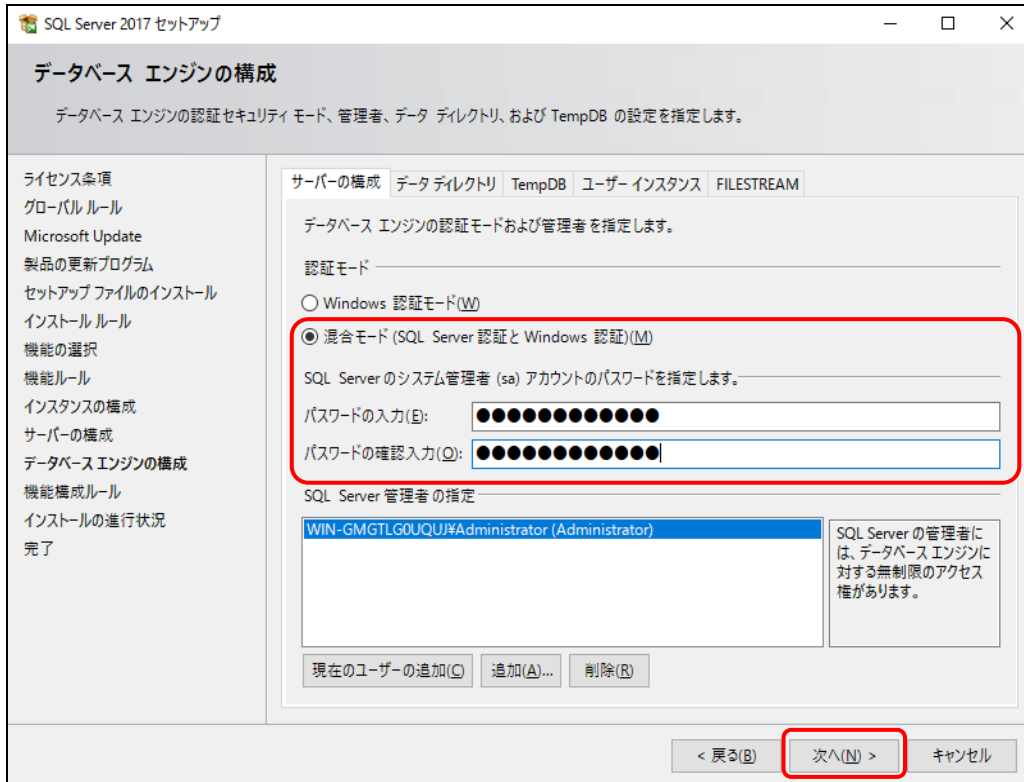 SQL Server 2017 セットアップ
データベース エンジンの構成
データベース エンジンの認証セキュリティ モード、管理者、データ ディレクトリ、および TempDB の設定を指定します。
ライセンス条項
グローバル ルール
Microsoft Update
製品の更新プログラム
セットアップ ファイルのインストール
インストール ルール
機能の選択
機能ルール
インスタンスの構成
サーバーの構成
データベース エンジンの構成
機能構成ルール
インストールの進行状況
完了
サーバーの構成 データ ディレクトリ TempDB ユーザー インスタンス FILESTREAM
データベース エンジンの認証モードおよび管理者を指定します。
認証モード
Windows 認証モード(W)
混合モード (SQL Server 認証と Windows 認証)(M)
SQL Server のシステム管理者 (sa) アカウントのパスワードを指定します。
パスワードの入力(E): ●●●●●●●●●●●●
パスワードの確認入力(O): ●●●●●●●●●●●●
SQL Server 管理者の指定
WIN-GMGTLG0UQUJ¥Administrator (Administrator)
SQL Server の管理者に
は、データベース エンジンに
対する無制限のアクセス
権があります。
現在のユーザーの追加(C) 追加(A)... 削除(R)
< 戻る(B) 次へ(N) > キャンセル